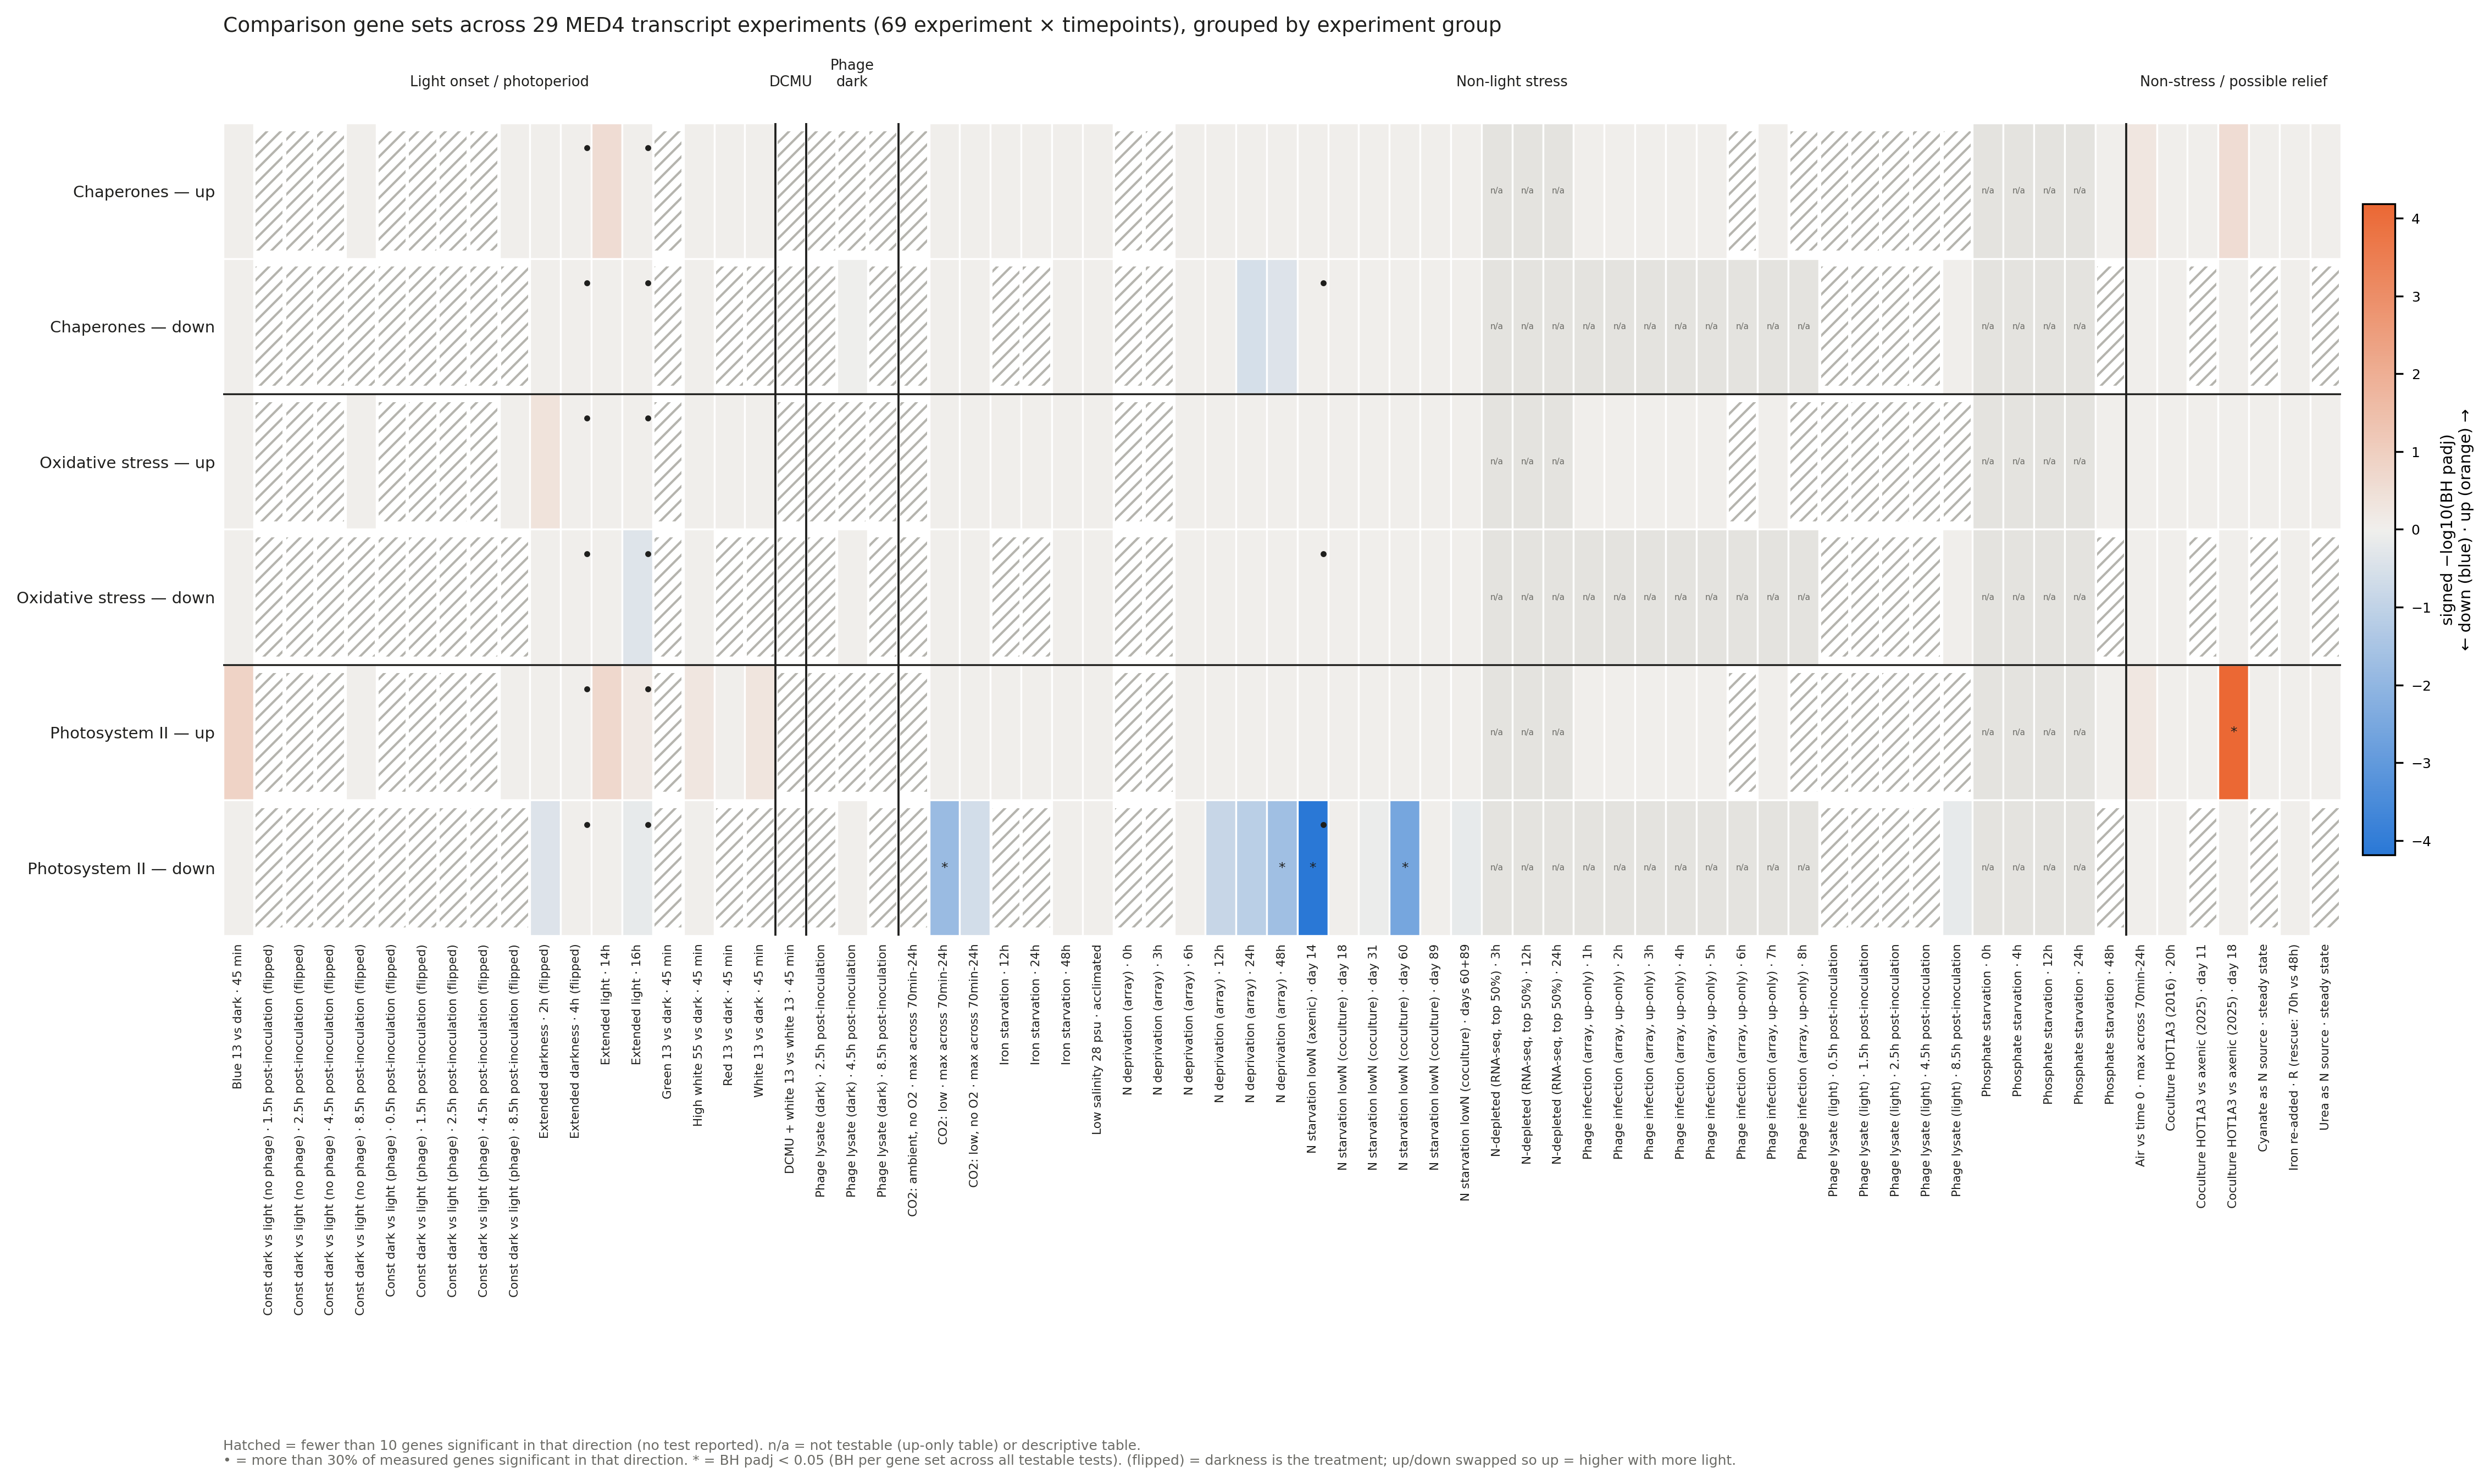 Comparison gene sets across 29 MED4 transcript experiments (69 experiment × timepoints), grouped by experiment group
Light onset / photoperiod
DCMU
Phage
dark
Non-light stress
Non-stress / possible relief
Chaperones — up
n/a n/a n/a n/a n/a n/a n/a
Chaperones — down
n/a n/a n/a n/a n/a n/a n/a n/a n/a n/a n/a n/a n/a n/a n/a
Oxidative stress — up
n/a n/a n/a n/a n/a n/a n/a
Oxidative stress — down
n/a n/a n/a n/a n/a n/a n/a n/a n/a n/a n/a n/a n/a n/a n/a
Photosystem II — up
n/a n/a n/a n/a n/a n/a n/a *
Photosystem II — down
* * * * n/a n/a n/a n/a n/a n/a n/a n/a n/a n/a n/a n/a n/a n/a n/a
4
3
2
1
0
−1
−2
−3
−4
signed −log10(BH padj)
← down (blue) · up (orange) →
Blue 13 vs dark · 45 min
Const dark vs light (no phage) · 1.5h post-inoculation (flipped)
Const dark vs light (no phage) · 2.5h post-inoculation (flipped)
Const dark vs light (no phage) · 4.5h post-inoculation (flipped)
Const dark vs light (no phage) · 8.5h post-inoculation (flipped)
Const dark vs light (phage) · 0.5h post-inoculation (flipped)
Const dark vs light (phage) · 1.5h post-inoculation (flipped)
Const dark vs light (phage) · 2.5h post-inoculation (flipped)
Const dark vs light (phage) · 4.5h post-inoculation (flipped)
Const dark vs light (phage) · 8.5h post-inoculation (flipped)
Extended darkness · 2h (flipped)
Extended darkness · 4h (flipped)
Extended light · 14h
Extended light · 16h
Green 13 vs dark · 45 min
High white 55 vs dark · 45 min
Red 13 vs dark · 45 min
White 13 vs dark · 45 min
DCMU + white 13 vs white 13 · 45 min
Phage lysate (dark) · 2.5h post-inoculation
Phage lysate (dark) · 4.5h post-inoculation
Phage lysate (dark) · 8.5h post-inoculation
CO2: ambient, no O2 · max across 70min-24h
CO2: low · max across 70min-24h
CO2: low, no O2 · max across 70min-24h
Iron starvation · 12h
Iron starvation · 24h
Iron starvation · 48h
Low salinity 28 psu · acclimated
N deprivation (array) · 0h
N deprivation (array) · 3h
N deprivation (array) · 6h
N deprivation (array) · 12h
N deprivation (array) · 24h
N deprivation (array) · 48h
N starvation lowN (axenic) · day 14
N starvation lowN (coculture) · day 18
N starvation lowN (coculture) · day 31
N starvation lowN (coculture) · day 60
N starvation lowN (coculture) · day 89
N starvation lowN (coculture) · days 60+89
N-depleted (RNA-seq, top 50%) · 3h
N-depleted (RNA-seq, top 50%) · 12h
N-depleted (RNA-seq, top 50%) · 24h
Phage infection (array, up-only) · 1h
Phage infection (array, up-only) · 2h
Phage infection (array, up-only) · 3h
Phage infection (array, up-only) · 4h
Phage infection (array, up-only) · 5h
Phage infection (array, up-only) · 6h
Phage infection (array, up-only) · 7h
Phage infection (array, up-only) · 8h
Phage lysate (light) · 0.5h post-inoculation
Phage lysate (light) · 1.5h post-inoculation
Phage lysate (light) · 2.5h post-inoculation
Phage lysate (light) · 4.5h post-inoculation
Phage lysate (light) · 8.5h post-inoculation
Phosphate starvation · 0h
Phosphate starvation · 4h
Phosphate starvation · 12h
Phosphate starvation · 24h
Phosphate starvation · 48h
Air vs time 0 · max across 70min-24h
Coculture HOT1A3 (2016) · 20h
Coculture HOT1A3 vs axenic (2025) · day 11
Coculture HOT1A3 vs axenic (2025) · day 18
Cyanate as N source · steady state
Iron re-added · R (rescue: 70h vs 48h)
Urea as N source · steady state
Hatched = fewer than 10 genes significant in that direction (no test reported). n/a = not testable (up-only table) or descriptive table.
• = more than 30% of measured genes significant in that direction. * = BH padj < 0.05 (BH per gene set across all testable tests). (flipped) = darkness is the treatment; up/down swapped so up = higher with more light.